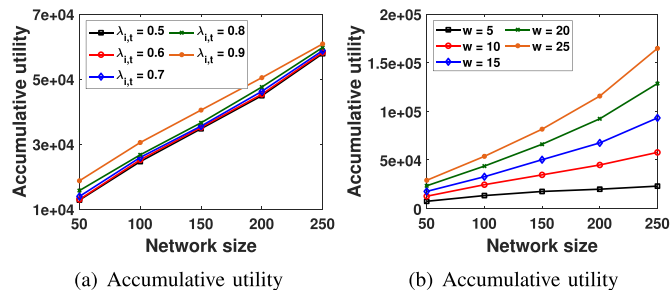 Accumulative utility
7e+04
5e+04
3e+04
1e+04
λi,t = 0.5
λi,t = 0.6
λi,t = 0.7
λi,t = 0.8
λi,t = 0.9
50 100 150 200 250
Network size
(a) Accumulative utility
Accumulative utility
2e+05
1e+05
1e+05
5e+04
0
w = 5
w = 10
w = 15
w = 20
w = 25
50 100 150 200 250
Network size
(b) Accumulative utility